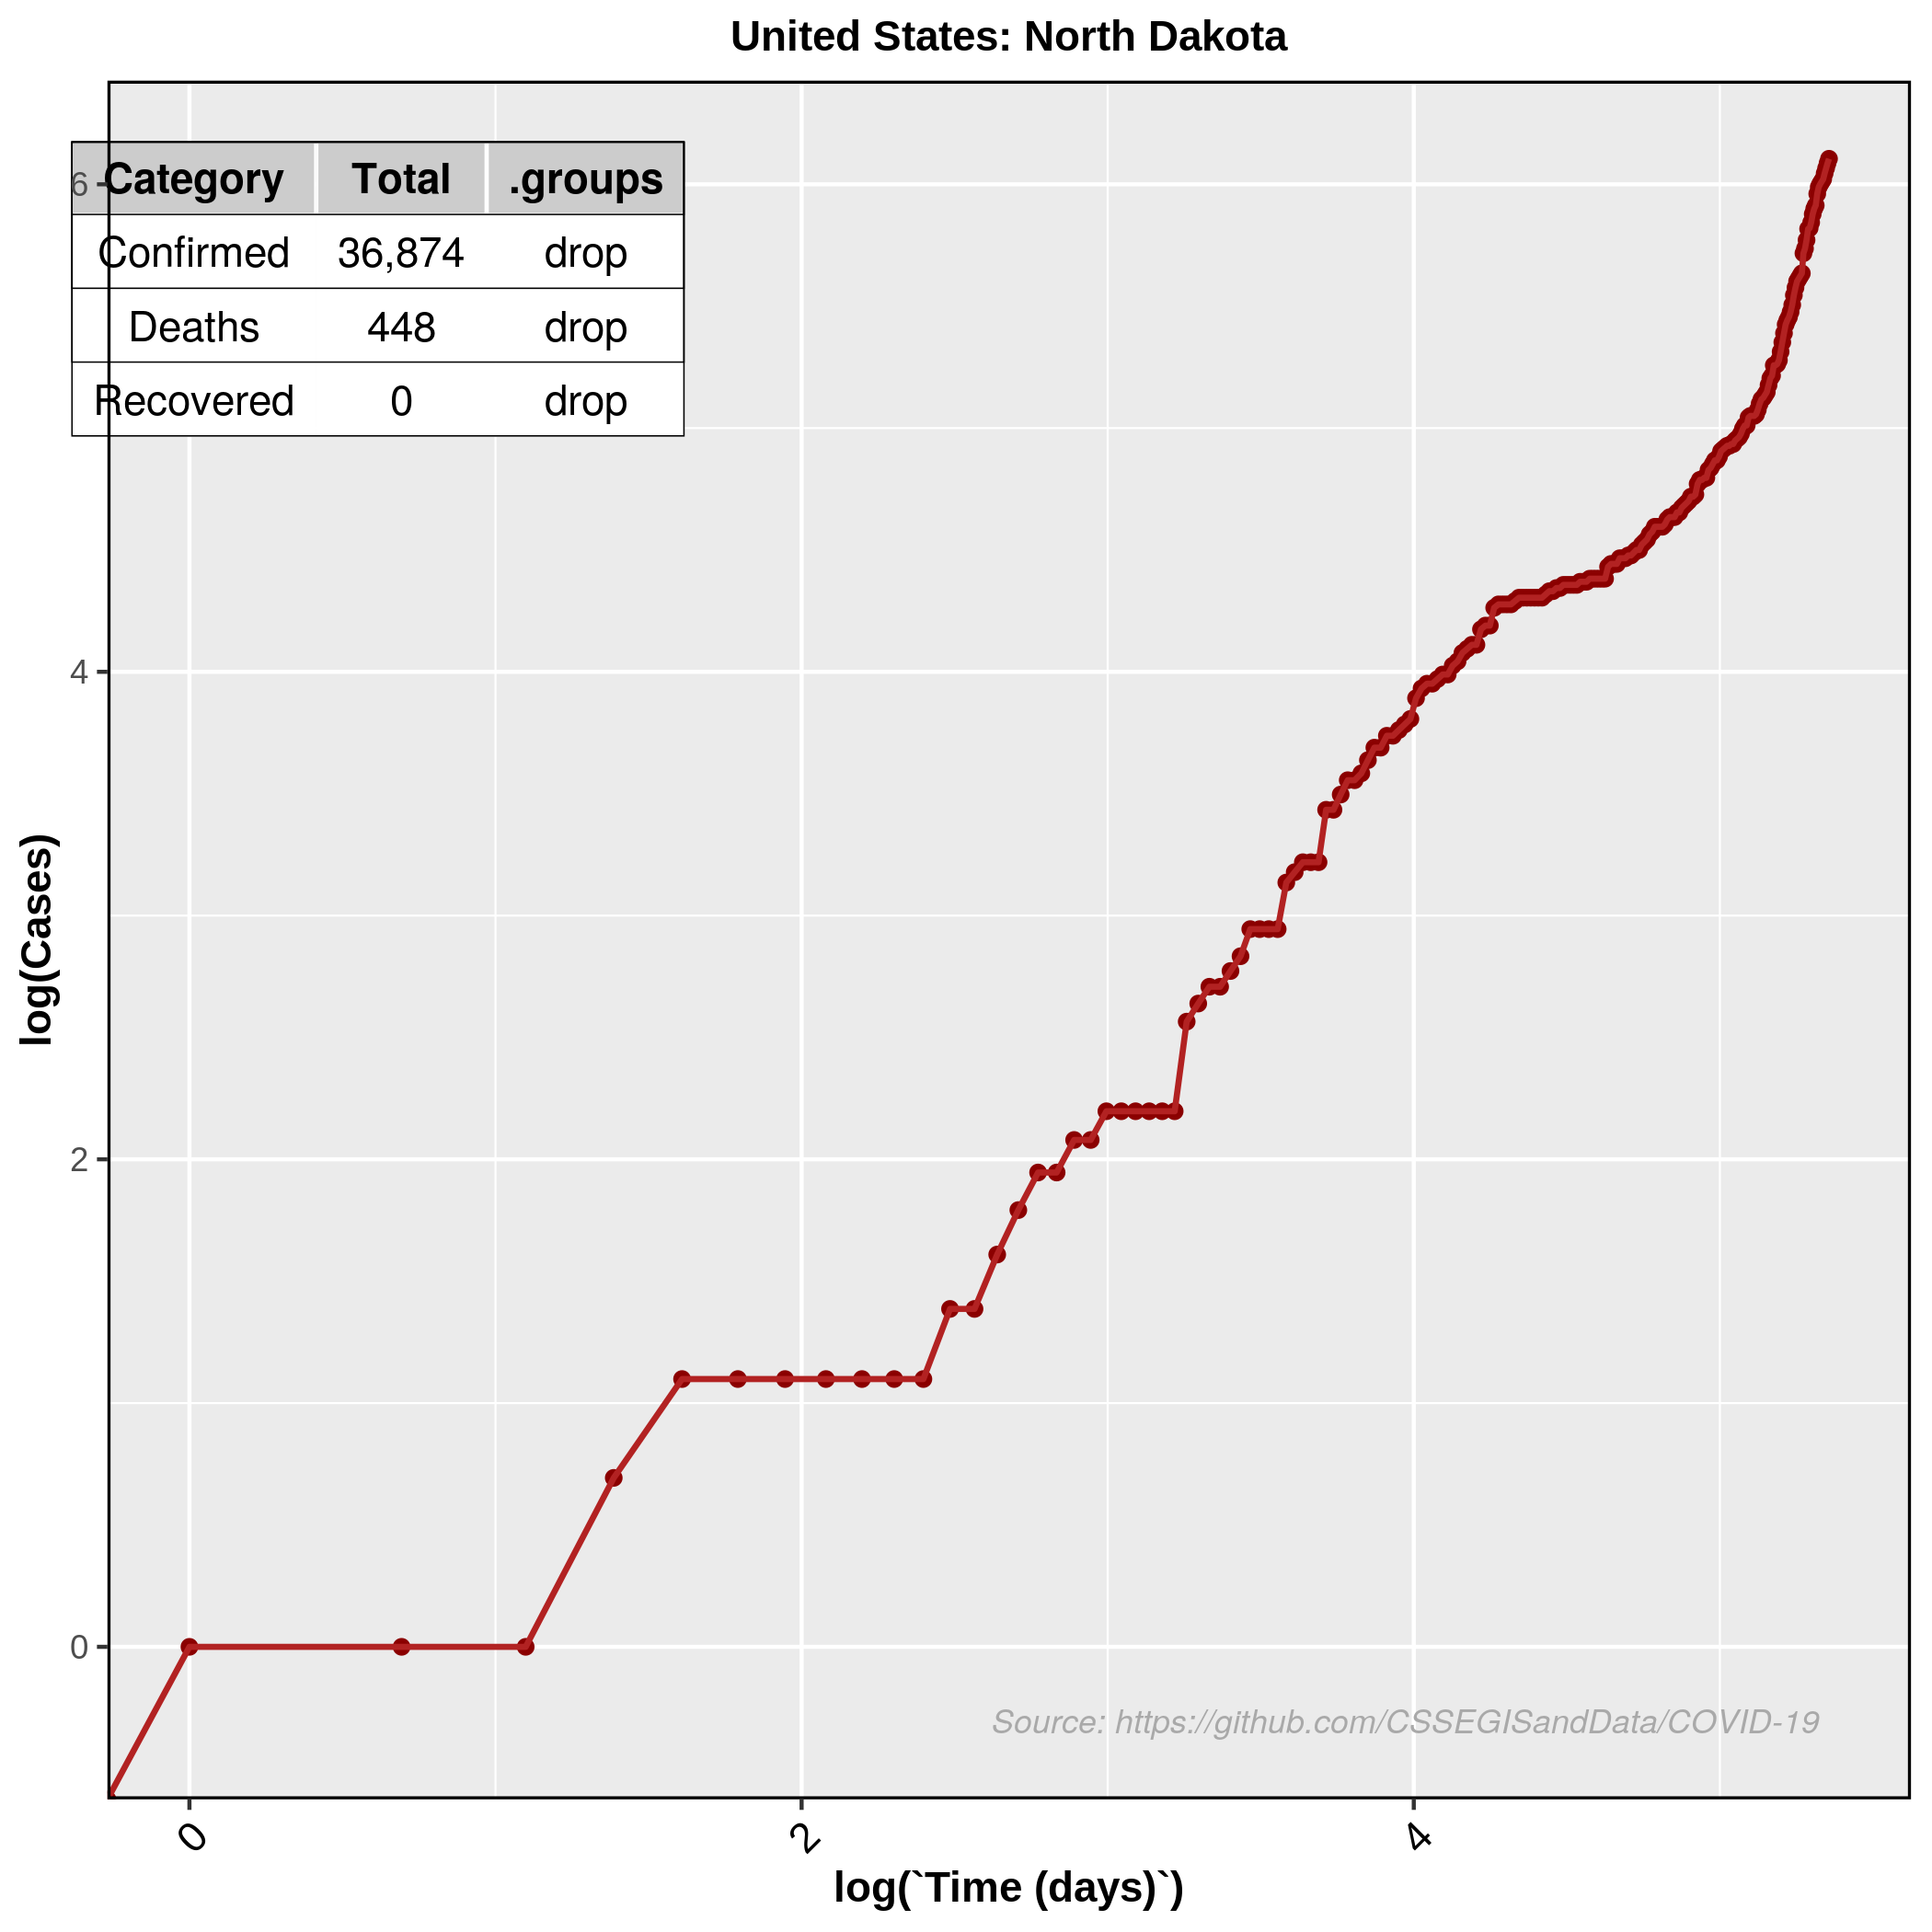 United States: North Dakota
Category Total .groups
Confirmed 36,874 drop
Deaths 448 drop
Recovered 0 drop
6
4
2
0
log(Cases)
Source: https://github.com/CSSEGISandData/COVID-19
0 2 4
log(`Time (days)`)